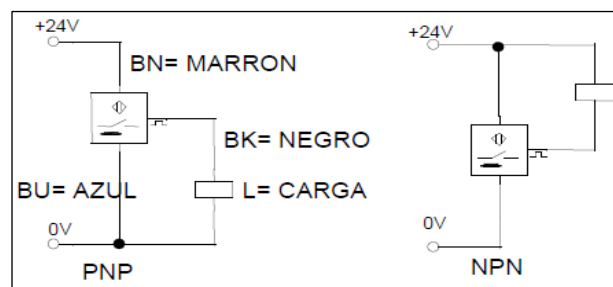 +24V
BN= MARRON
BK= NEGRO
BU= AZUL
L= CARGA
0V
PNP
+24V
0V
NPN